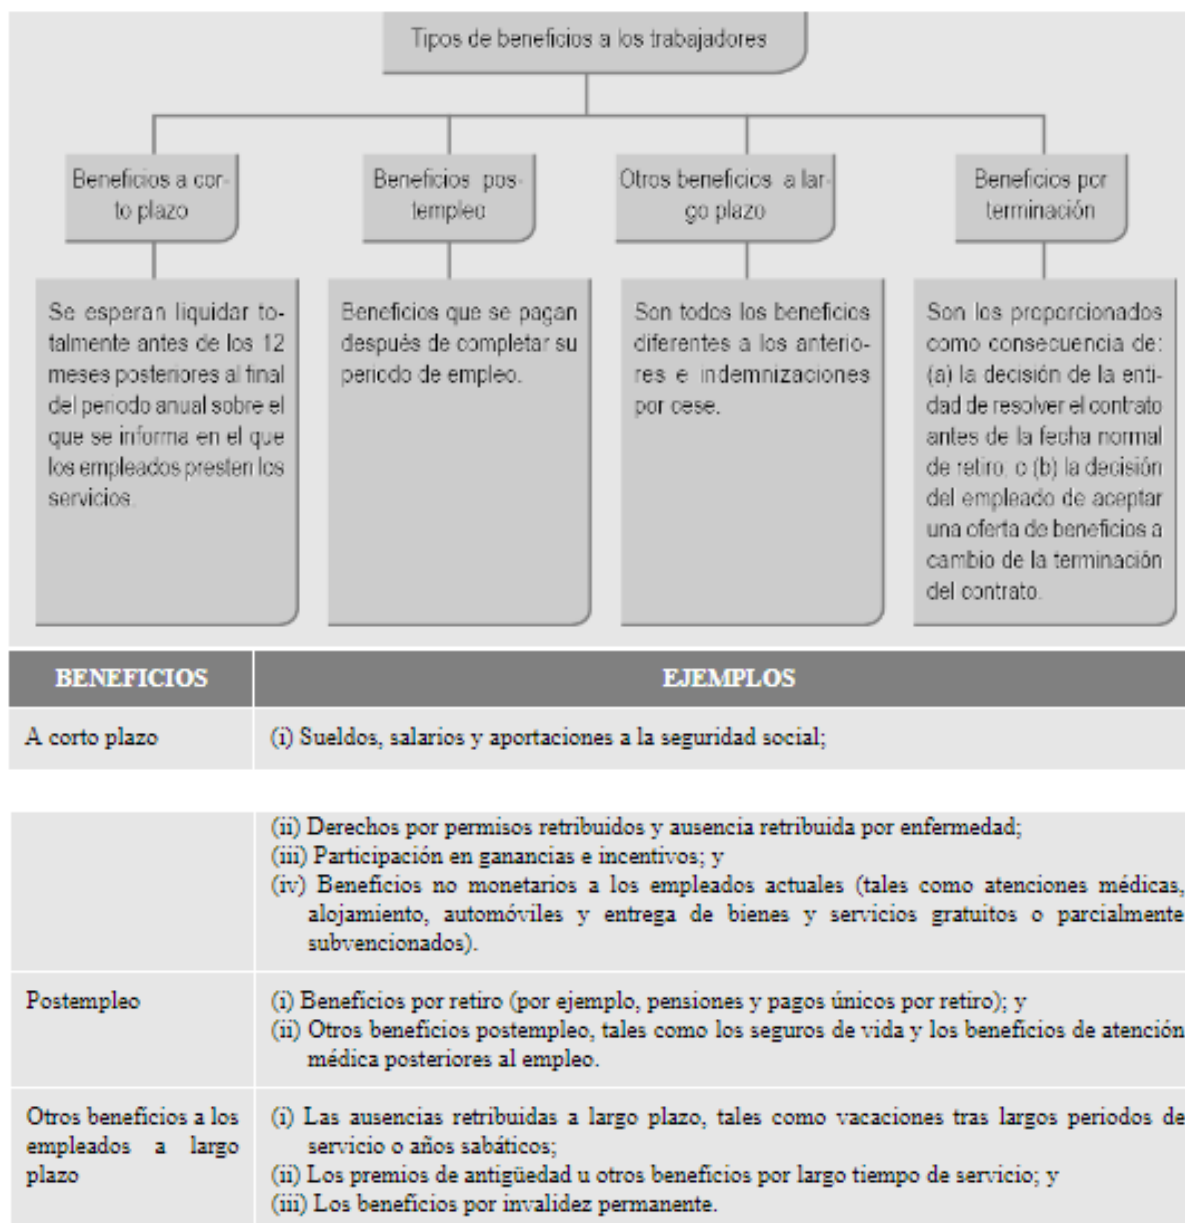 Tipos de beneficios a los trabajadores
Beneficios a cor-
to plazo
Beneficios pos-
templeo
Otros beneficios a lar-
go plazo
Beneficios por
terminación
Se esperan liquidar to-
talmente antes de los 12
meses posteriores al final
del periodo anual sobre el
que se informa en el que
los empleados presten los
servicios.
Beneficios que se pagan
después de completar su
periodo de empleo.
Son todos los beneficios
diferentes a los anterio-
res e indemnizaciones
por cese.
Son los proporcionados
como consecuencia de:
(a) la decisión de la enti-
dad de resolver el contrato
antes de la fecha normal
de retiro; o (b) la decisión
del empleado de aceptar
una oferta de beneficios a
cambio de la terminación
del contrato.
BENEFICIOS
EJEMPLOS
A corto plazo
(i) Sueldos, salarios y aportaciones a la seguridad social;
(ii) Derechos por permisos retribuidos y ausencia retribuida por enfermedad;
(iii) Participación en ganancias e incentivos; y
(iv) Beneficios no monetarios a los empleados actuales (tales como atenciones médicas,
alojamiento, automóviles y entrega de bienes y servicios gratuitos o parcialmente
subvencionados).
Postempleo
(i) Beneficios por retiro (por ejemplo, pensiones y pagos únicos por retiro); y
(ii) Otros beneficios postempleo, tales como los seguros de vida y los beneficios de atención
médica posteriores al empleo.
Otros beneficios a los
empleados a largo
plazo
(i) Las ausencias retribuidas a largo plazo, tales como vacaciones tras largos periodos de
servicio o años sabáticos;
(ii) Los premios de antigüedad u otros beneficios por largo tiempo de servicio; y
(iii) Los beneficios por invalidez permanente.